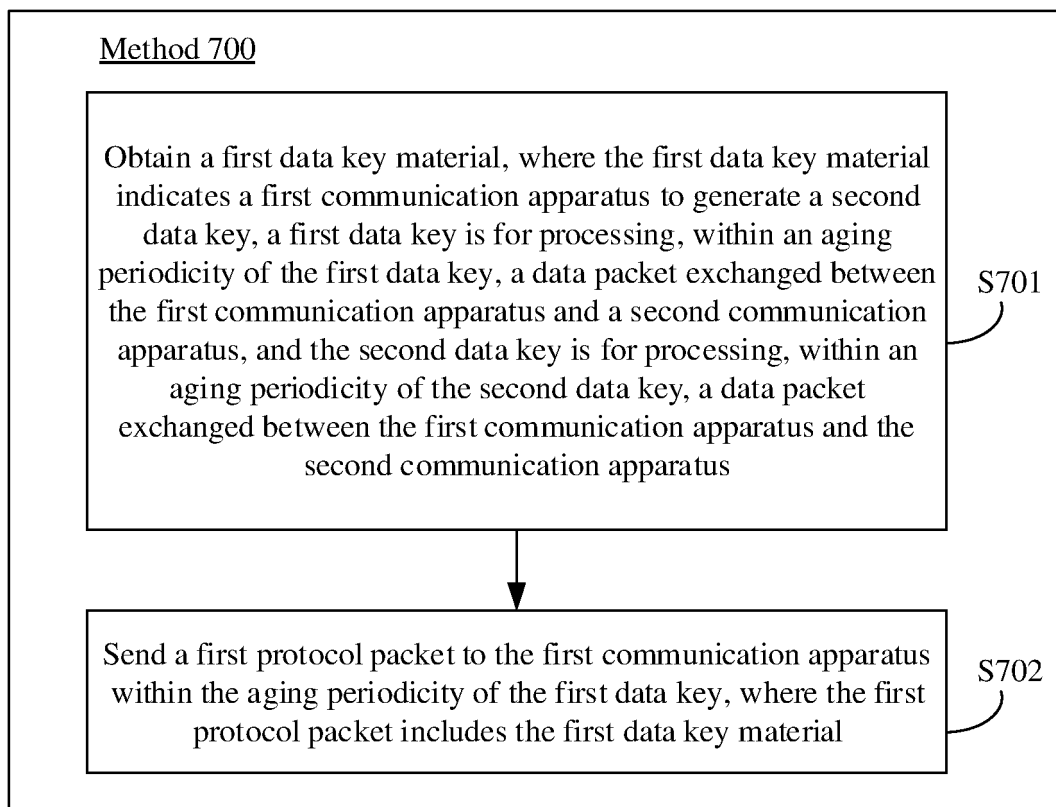 Method 700
Obtain a first data key material, where the first data key material
indicates a first communication apparatus to generate a second
data key, a first data key is for processing, within an aging
periodicity of the first data key, a data packet exchanged between
the first communication apparatus and a second communication
apparatus, and the second data key is for processing, within an
aging periodicity of the second data key, a data packet
exchanged between the first communication apparatus and the
second communication apparatus
S701
Send a first protocol packet to the first communication apparatus
within the aging periodicity of the first data key, where the first
protocol packet includes the first data key material
S702